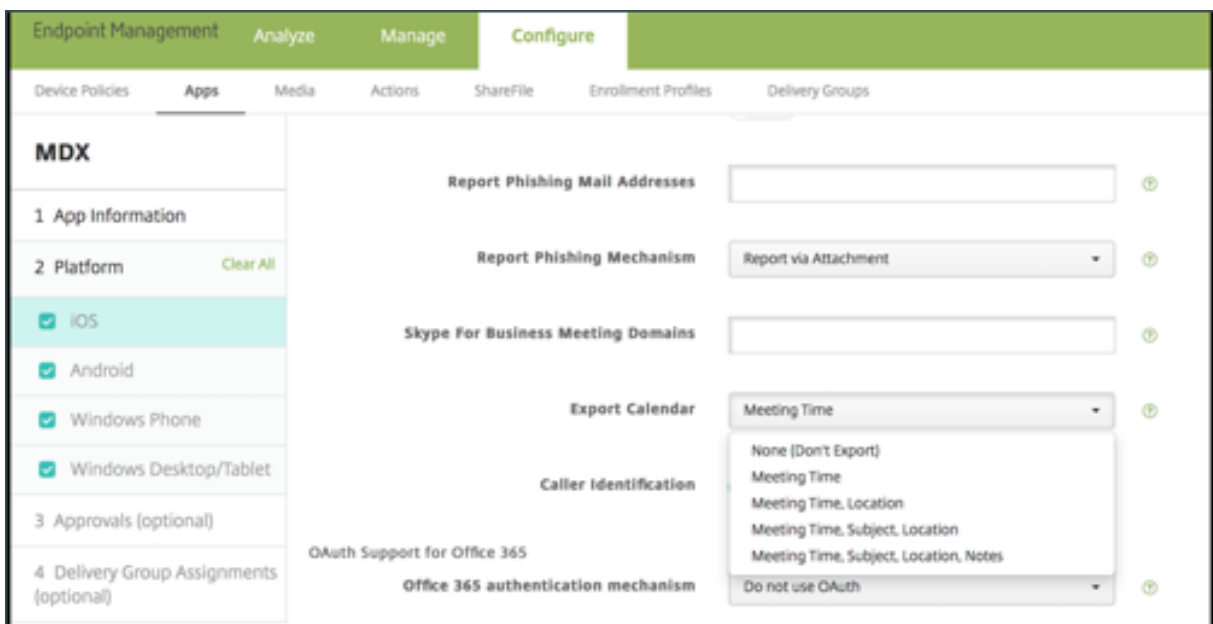 Endpoint Management Analyze Manage Configure
Device Policies Apps Media Actions ShareFile Enrollment Profiles Delivery Groups
MDX
1 App Information
2 Platform Clear All
iOS
Android
Windows Phone
Windows Desktop/Tablet
3 Approvals (optional)
4 Delivery Group Assignments
(optional)
Report Phishing Mail Addresses
Report Phishing Mechanism Report via Attachment
Skype For Business Meeting Domains
Export Calendar Meeting Time
None (Don't Export)
Meeting Time
Meeting Time, Location
Meeting Time, Subject, Location
Meeting Time, Subject, Location, Notes
Caller Identification
OAuth Support for Office 365
Office 365 authentication mechanism Do not use OAuth